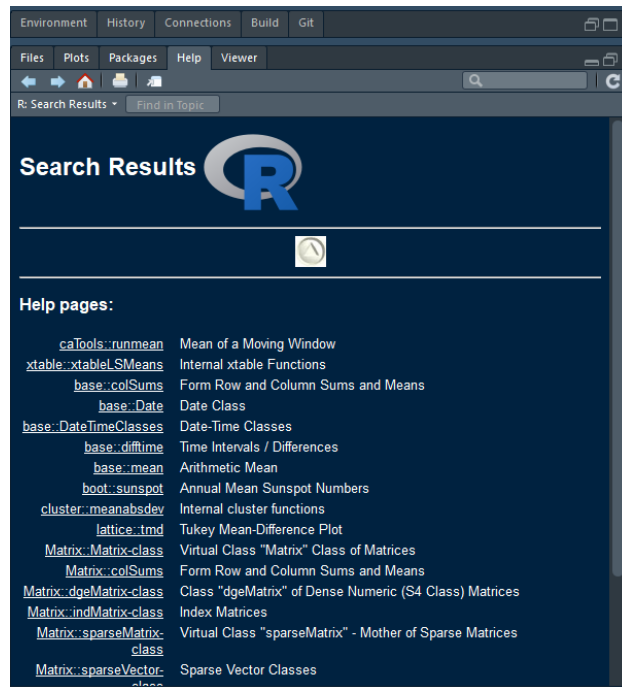 Environment History Connections Build Git
Files Plots Packages Help Viewer
R: Search Results Find in Topic
Search Results R
Help pages:
caTools::runmean Mean of a Moving Window
xtable::xtableLSMeans Internal xtable Functions
base::colSums Form Row and Column Sums and Means
base::Date Date Class
base::DateTimeClasses Date-Time Classes
base::difftime Time Intervals / Differences
base::mean Arithmetic Mean
boot::sunspot Annual Mean Sunspot Numbers
cluster::meanabsdev Internal cluster functions
lattice::tmd Tukey Mean-Difference Plot
Matrix::Matrix-class Virtual Class "Matrix" Class of Matrices
Matrix::colSums Form Row and Column Sums and Means
Matrix::dgeMatrix-class Class "dgeMatrix" of Dense Numeric (S4 Class) Matrices
Matrix::indMatrix-class Index Matrices
Matrix::sparseMatrix- Virtual Class "sparseMatrix" - Mother of Sparse Matrices
class
Matrix::sparseVector- Sparse Vector Classes